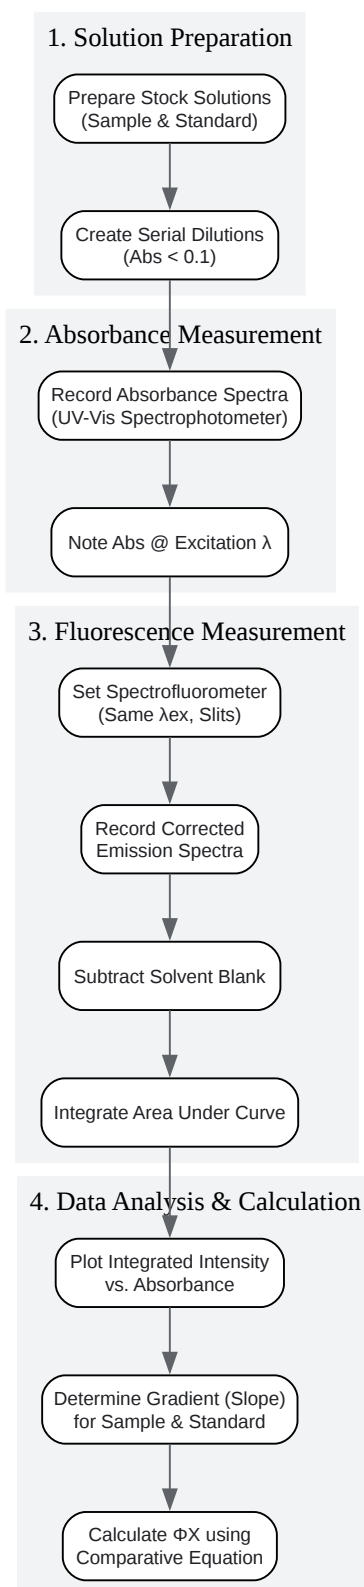 1. Solution Preparation
Prepare Stock Solutions
(Sample & Standard)
Create Serial Dilutions
(Abs < 0.1)
2. Absorbance Measurement
Record Absorbance Spectra
(UV-Vis Spectrophotometer)
Note Abs @ Excitation λ
3. Fluorescence Measurement
Set Spectrofluorometer
(Same λex, Slits)
Record Corrected
Emission Spectra
Subtract Solvent Blank
Integrate Area Under Curve
4. Data Analysis & Calculation
Plot Integrated Intensity
vs. Absorbance
Determine Gradient (Slope)
for Sample & Standard
Calculate ΦX using
Comparative Equation